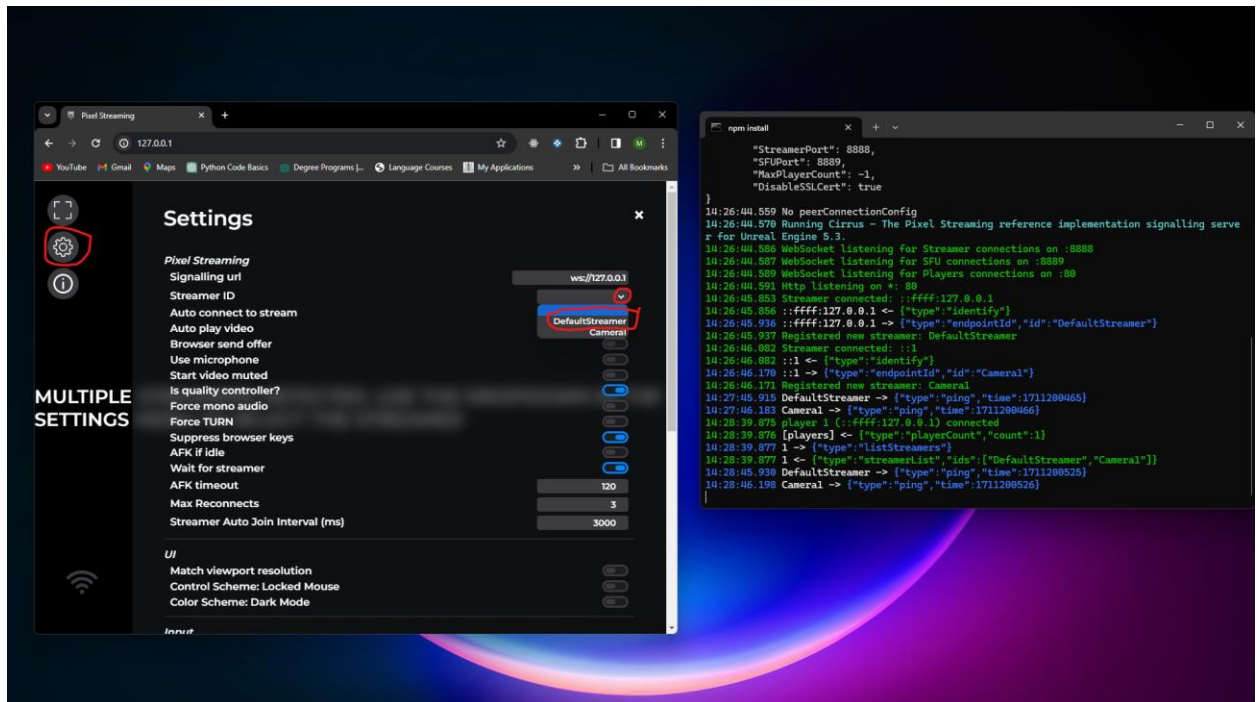 Pixel Streaming
127.0.0.1
M
YouTube
Gmail
Maps
Python Code Basics
Degree Programs |...
Language Courses
My Applications
»
All Bookmarks
Settings
Pixel Streaming
Signalling url ws://127.0.0.1
Streamer ID
Auto connect to stream
DefaultStreamer
Auto play video
Camera1
Browser send offer
Use microphone
Start video muted
Is quality controller?
MULTIPLE
Force mono audio
SETTINGS
Force TURN
Suppress browser keys
AFK if idle
Wait for streamer
AFK timeout 120
Max Reconnects 3
Streamer Auto Join Interval (ms) 3000
UI
Match viewport resolution
Control Scheme: Locked Mouse
Color Scheme: Dark Mode
Input
npm install
"StreamerPort": 8888,
"SFUPort": 8889,
"MaxPlayerCount": -1,
"DisableSSLCert": true
}
14:26:44.559 No peerConnectionConfig
14:26:44.570 Running Cirrus - The Pixel Streaming reference implementation signalling serve
r for Unreal Engine 5.3.
14:26:44.586 WebSocket listening for Streamer connections on :8888
14:26:44.587 WebSocket listening for SFU connections on :8889
14:26:44.589 WebSocket listening for Players connections on :80
14:26:44.591 Http listening on *: 80
14:26:45.853 Streamer connected: ::ffff:127.0.0.1
14:26:45.856 ::ffff:127.0.0.1 <- {"type":"identify"}
14:26:45.936 ::ffff:127.0.0.1 -> {"type":"endpointId","id":"DefaultStreamer"}
14:26:45.937 Registered new streamer: DefaultStreamer
14:26:46.082 Streamer connected: ::1
14:26:46.082 ::1 <- {"type":"identify"}
14:26:46.170 ::1 -> {"type":"endpointId","id":"Camera1"}
14:26:46.171 Registered new streamer: Camera1
14:27:45.915 DefaultStreamer -> {"type":"ping","time":1711200465}
14:27:46.183 Camera1 -> {"type":"ping","time":1711200466}
14:28:39.875 player 1 (::ffff:127.0.0.1) connected
14:28:39.876 [players] <- {"type":"playerCount","count":1}
14:28:39.877 1 -> {"type":"listStreamers"}
14:28:39.877 1 <- {"type":"streamerList","ids":["DefaultStreamer","Camera1"]}
14:28:45.930 DefaultStreamer -> {"type":"ping","time":1711200525}
14:28:46.198 Camera1 -> {"type":"ping","time":1711200526}